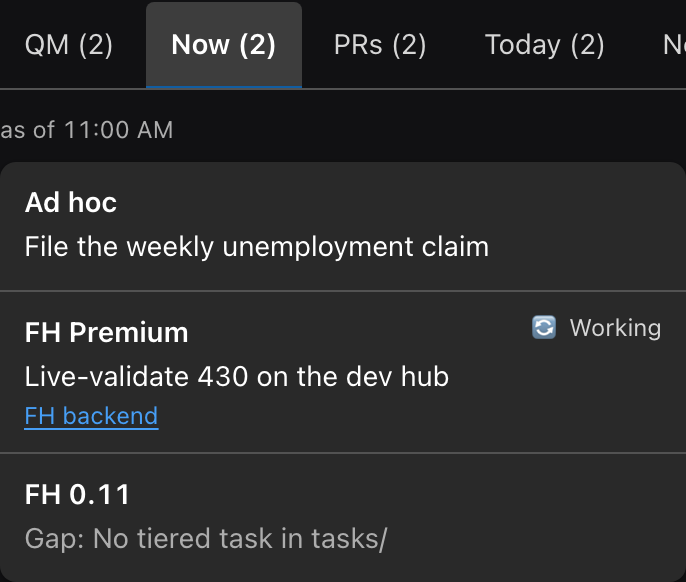 QM (2)
Now (2)
PRs (2)
Today (2)
as of 11:00 AM
Ad hoc
File the weekly unemployment claim
FH Premium
Working
Live-validate 430 on the dev hub
FH backend
FH 0.11
Gap: No tiered task in tasks/